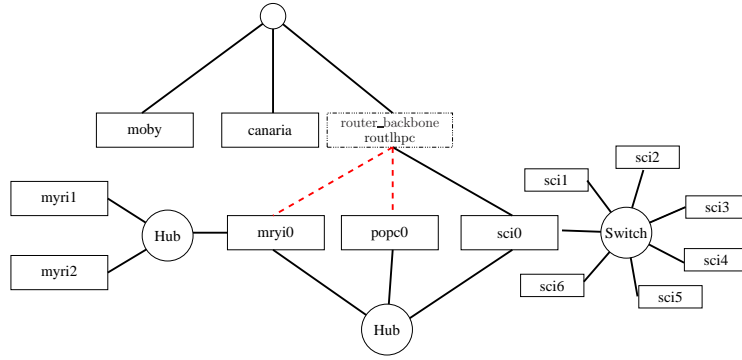 moby
canaria
router_backbone
routlhpc
sci2
sci1
myri1
sci3
Hub
mryi0
popc0
sci0
Switch
myri2
sci4
sci6
sci5
Hub